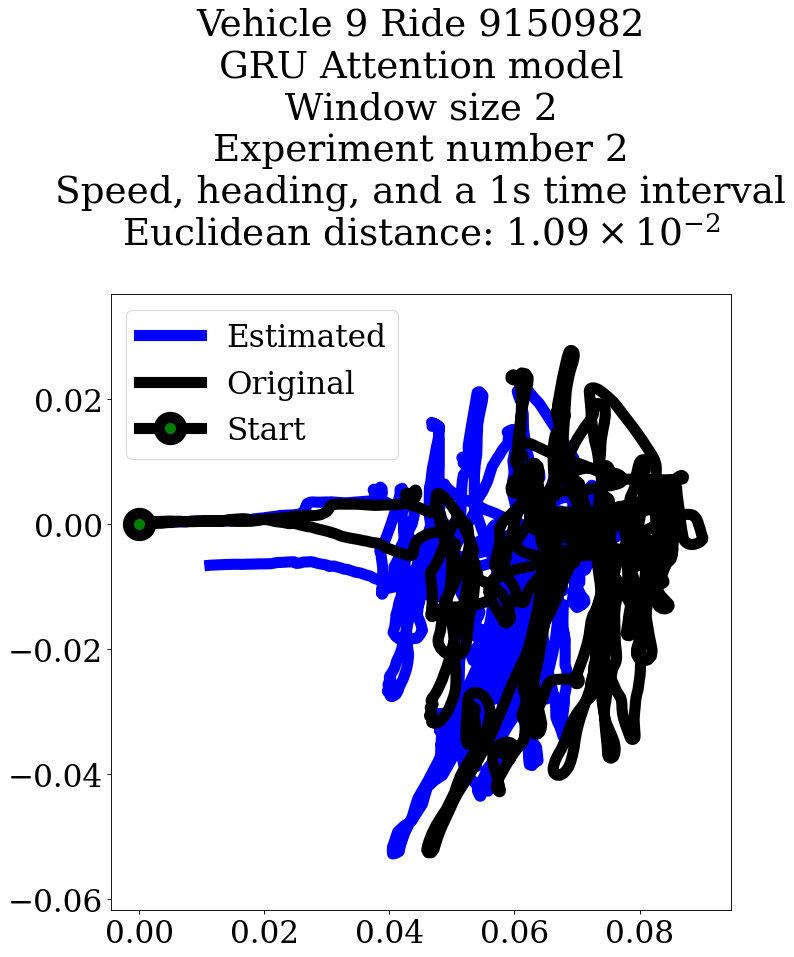 Vehicle 9 Ride 9150982
GRU Attention model
Window size 2
Experiment number 2
Speed, heading, and a 1s time interval
Euclidean distance: 1.09 × 10⁻²
Estimated
Original
Start
0.02
0.00
−0.02
−0.04
−0.06
0.00 0.02 0.04 0.06 0.08